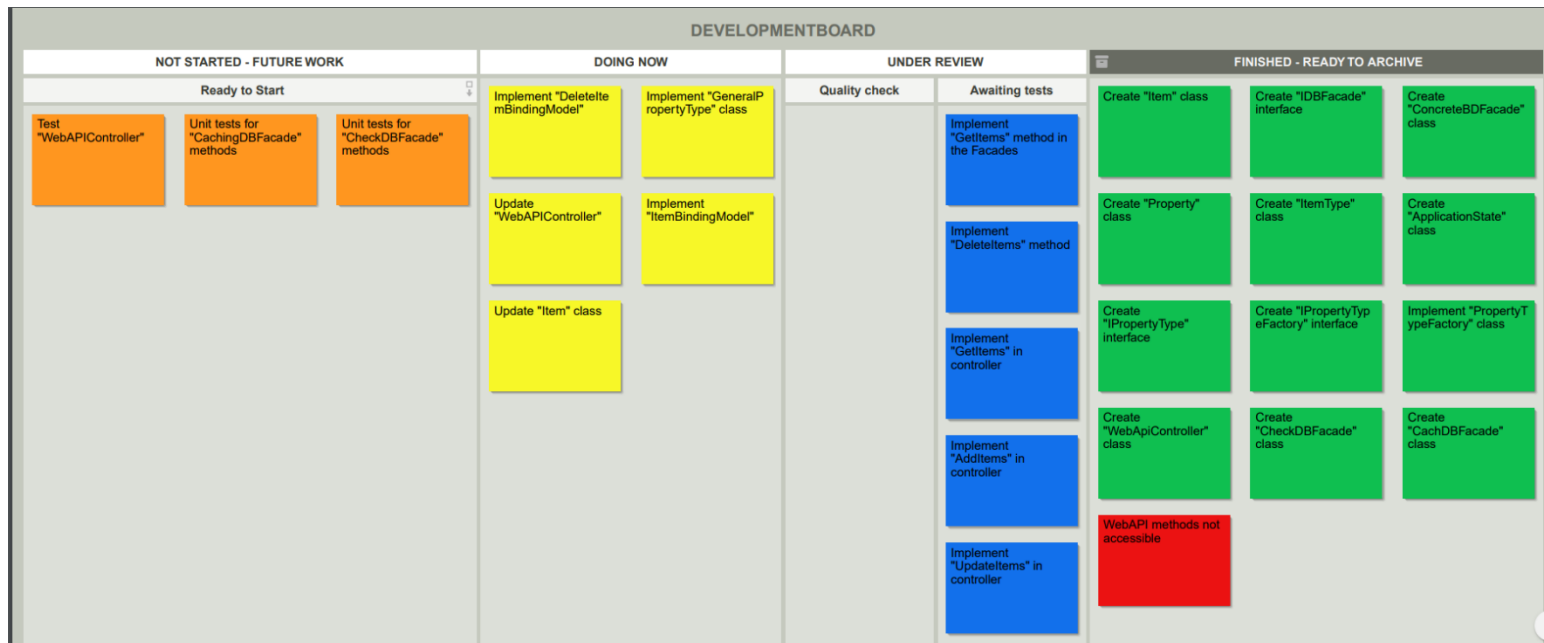 DEVELOPMENTBOARD
NOT STARTED - FUTURE WORK
Ready to Start
Test
"WebAPIController"
Unit tests for
"CachingDBFacade"
methods
Unit tests for
"CheckDBFacade"
methods
DOING NOW
Implement "DeleteIte
mBindingModel"
Implement "GeneralP
ropertyType" class
Update
"WebAPIController"
Implement
"ItemBindingModel"
Update "Item" class
UNDER REVIEW
Quality check
Awaiting tests
Implement
"GetItems" method in
the Facades
Implement
"DeleteItems" method
Implement
"GetItems" in
controller
Implement
"AddItems" in
controller
Implement
"UpdateItems" in
controller
FINISHED - READY TO ARCHIVE
Create "Item" class
Create "IDBFacade"
interface
Create
"ConcreteBDFacade"
class
Create "Property"
class
Create "ItemType"
class
Create
"ApplicationState"
class
Create
"IPropertyType"
interface
Create "IPropertyTyp
eFactory" interface
Implement "PropertyT
ypeFactory" class
Create
"WebApiController"
class
Create
"CheckDBFacade"
class
Create
"CachDBFacade"
class
WebAPI methods not
accessible